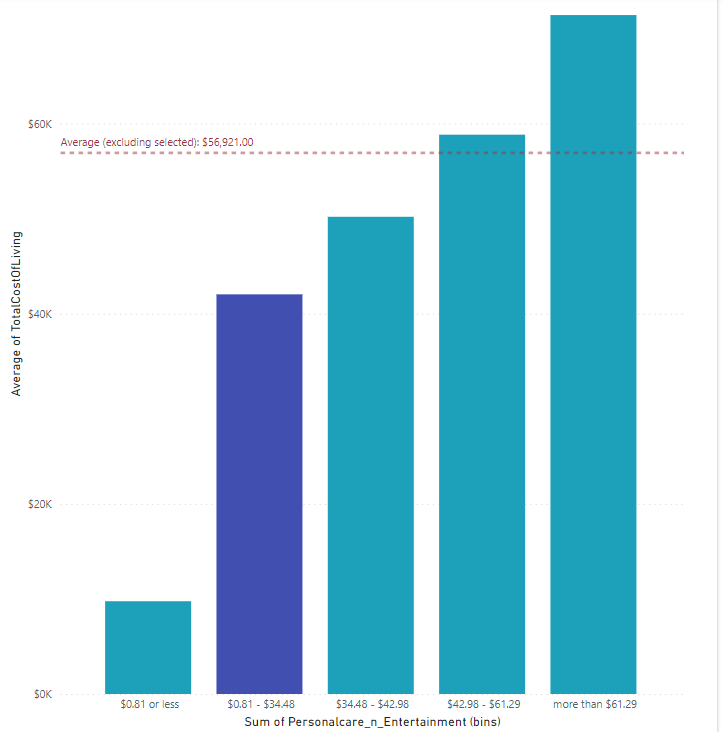 $60K
Average (excluding selected): $56,921.00
$40K
$20K
$0K
Average of TotalCostOfLiving
$0.81 or less
$0.81 - $34.48
$34.48 - $42.98
$42.98 - $61.29
more than $61.29
Sum of Personalcare_n_Entertainment (bins)